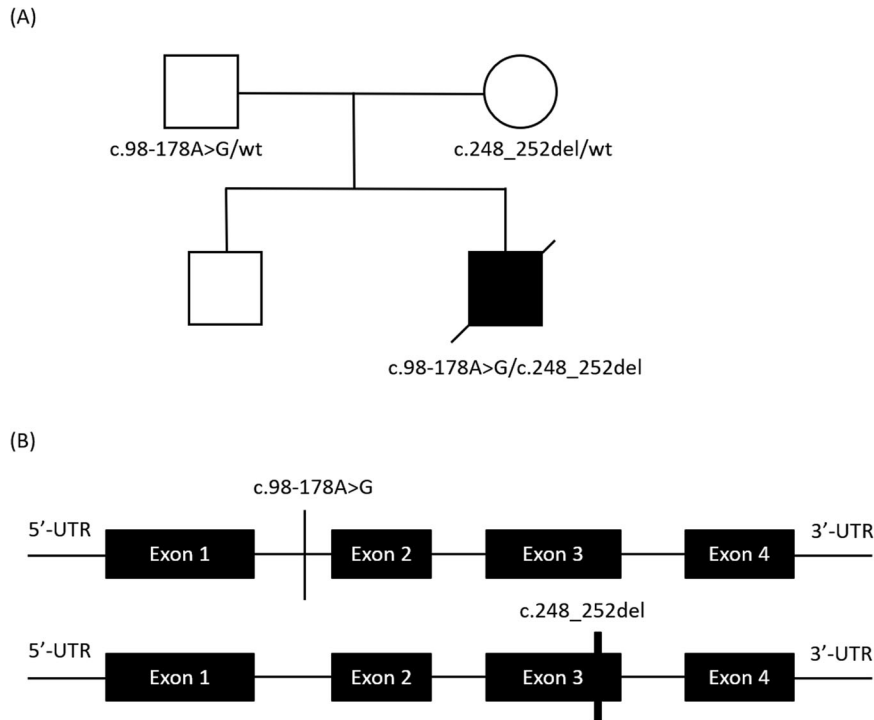 (A)
c.98-178A>G/wt
c.248_252del/wt
c.98-178A>G/c.248_252del
(B)
c.98-178A>G
5’-UTR
Exon 1
Exon 2
Exon 3
Exon 4
3’-UTR
c.248_252del
5’-UTR
Exon 1
Exon 2
Exon 3
Exon 4
3’-UTR